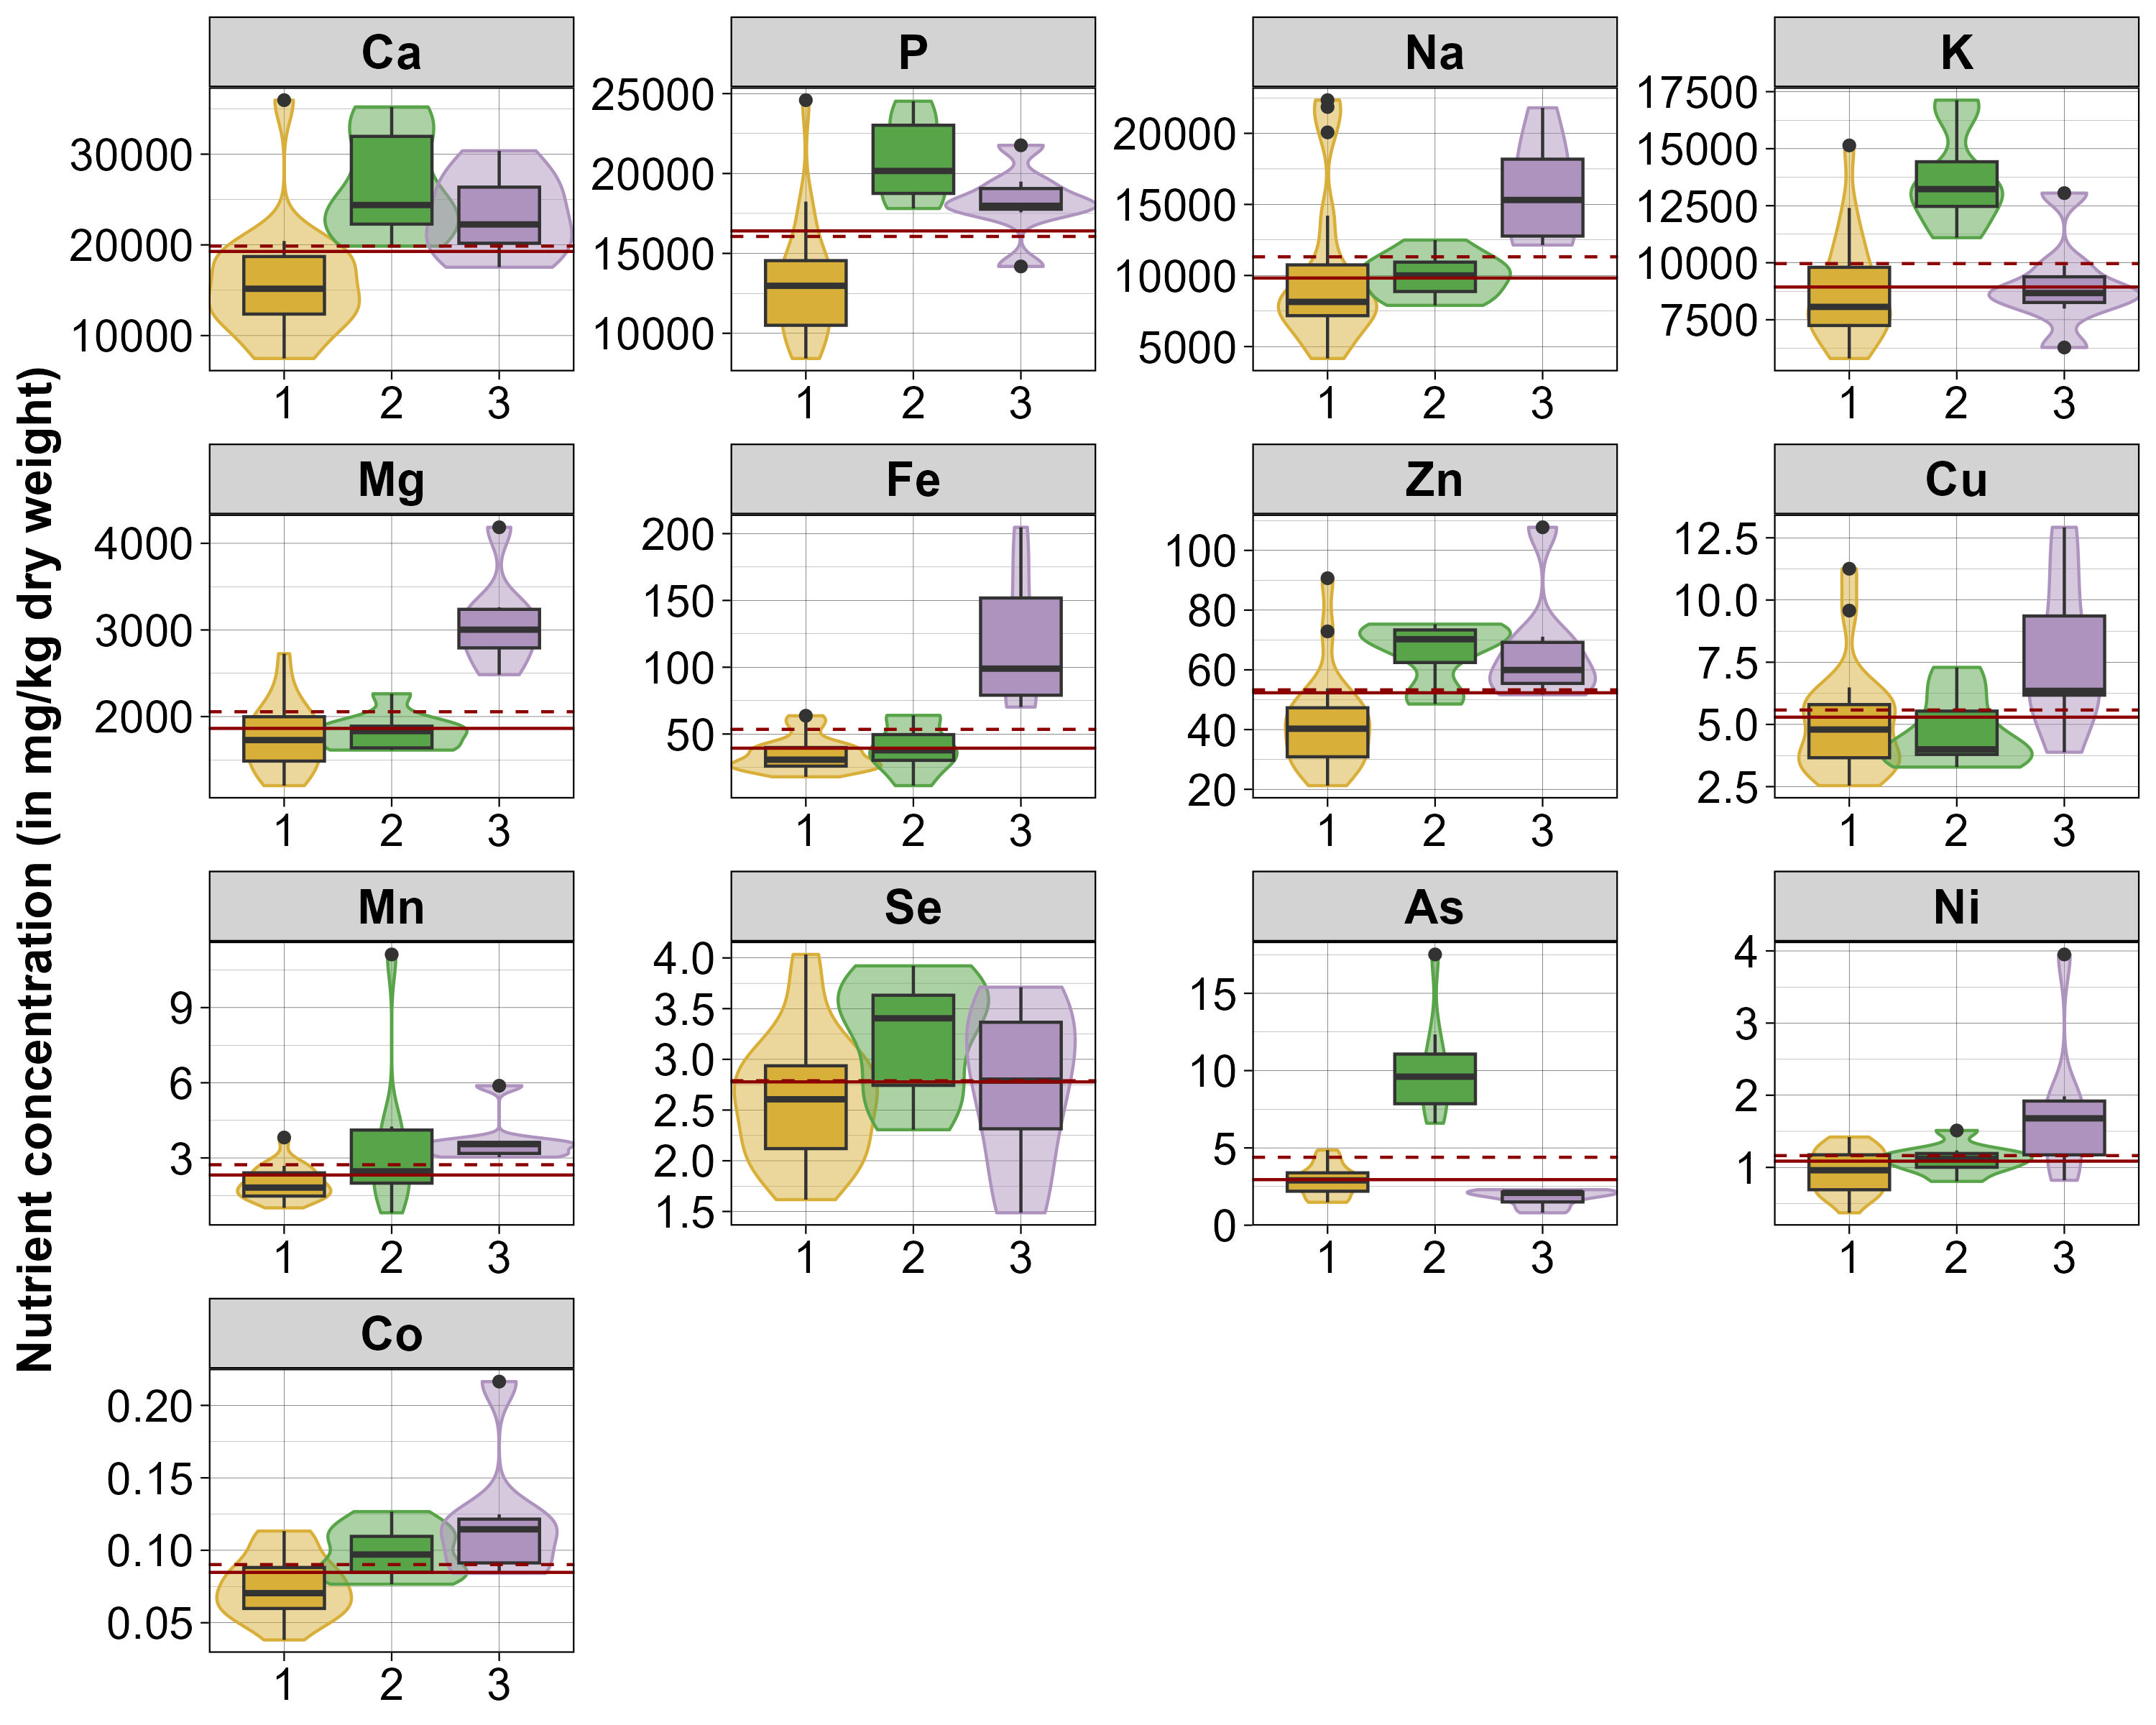 Nutrient concentration (in mg/kg dry weight)
Ca
30000
20000
10000
1 2 3
P
25000
20000
15000
10000
1 2 3
Na
20000
15000
10000
5000
1 2 3
K
17500
15000
12500
10000
7500
1 2 3
Mg
4000
3000
2000
1 2 3
Fe
200
150
100
50
1 2 3
Zn
100
80
60
40
20
1 2 3
Cu
12.5
10.0
7.5
5.0
2.5
1 2 3
Mn
9
6
3
1 2 3
Se
4.0
3.5
3.0
2.5
2.0
1.5
1 2 3
As
15
10
5
0
1 2 3
Ni
4
3
2
1
1 2 3
Co
0.20
0.15
0.10
0.05
1 2 3